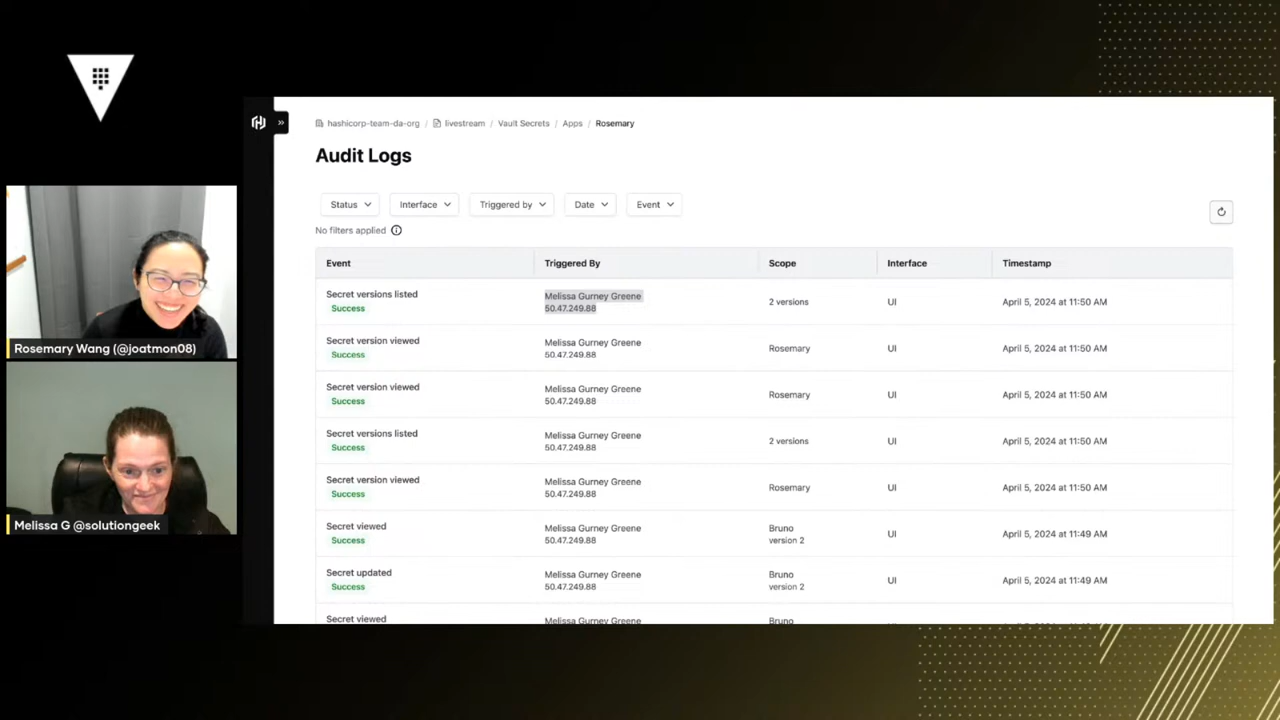 hashicorp-team-da-org / livestream / Vault Secrets / Apps / Rosemary
Audit Logs
Status Interface Triggered by Date Event
No filters applied
Event Triggered By Scope Interface Timestamp
Secret versions listed
Success
Melissa Gurney Greene
50.47.249.88
2 versions
UI
April 5, 2024 at 11:50 AM
Secret version viewed
Success
Melissa Gurney Greene
50.47.249.88
Rosemary
UI
April 5, 2024 at 11:50 AM
Secret version viewed
Success
Melissa Gurney Greene
50.47.249.88
Rosemary
UI
April 5, 2024 at 11:50 AM
Secret versions listed
Success
Melissa Gurney Greene
50.47.249.88
2 versions
UI
April 5, 2024 at 11:50 AM
Secret version viewed
Success
Melissa Gurney Greene
50.47.249.88
Rosemary
UI
April 5, 2024 at 11:50 AM
Secret viewed
Success
Melissa Gurney Greene
50.47.249.88
Bruno
version 2
UI
April 5, 2024 at 11:49 AM
Secret updated
Success
Melissa Gurney Greene
50.47.249.88
Bruno
version 2
UI
April 5, 2024 at 11:49 AM
Secret viewed
Melissa Gurney Greene
Bruno
Rosemary Wang (@joatmon08)
Melissa G @solutiongeek